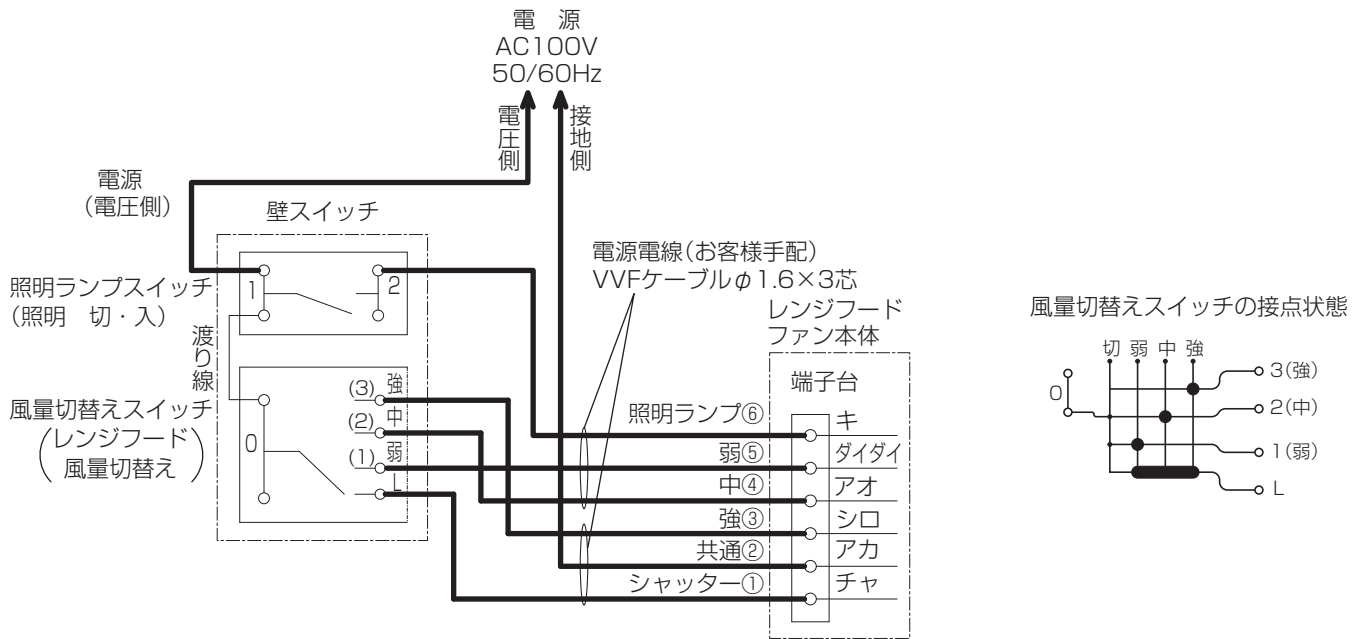 電　源
AC100V
50/60Hz
電圧側
接地側
電源
（電圧側）
壁スイッチ
照明ランプスイッチ
（照明　切・入）
1
2
渡り線
風量切替えスイッチ
（レンジフード
風量切替え）
0
(3) 強
(2) 中
(1) 弱
L
電源電線（お客様手配）
VVFケーブルφ1.6×3芯
レンジフード
ファン本体
端子台
照明ランプ⑥ キ
弱⑤ ダイダイ
中④ アオ
強③ シロ
共通② アカ
シャッター① チャ
風量切替えスイッチの接点状態
切 弱 中 強
0
3(強)
2(中)
1(弱)
L